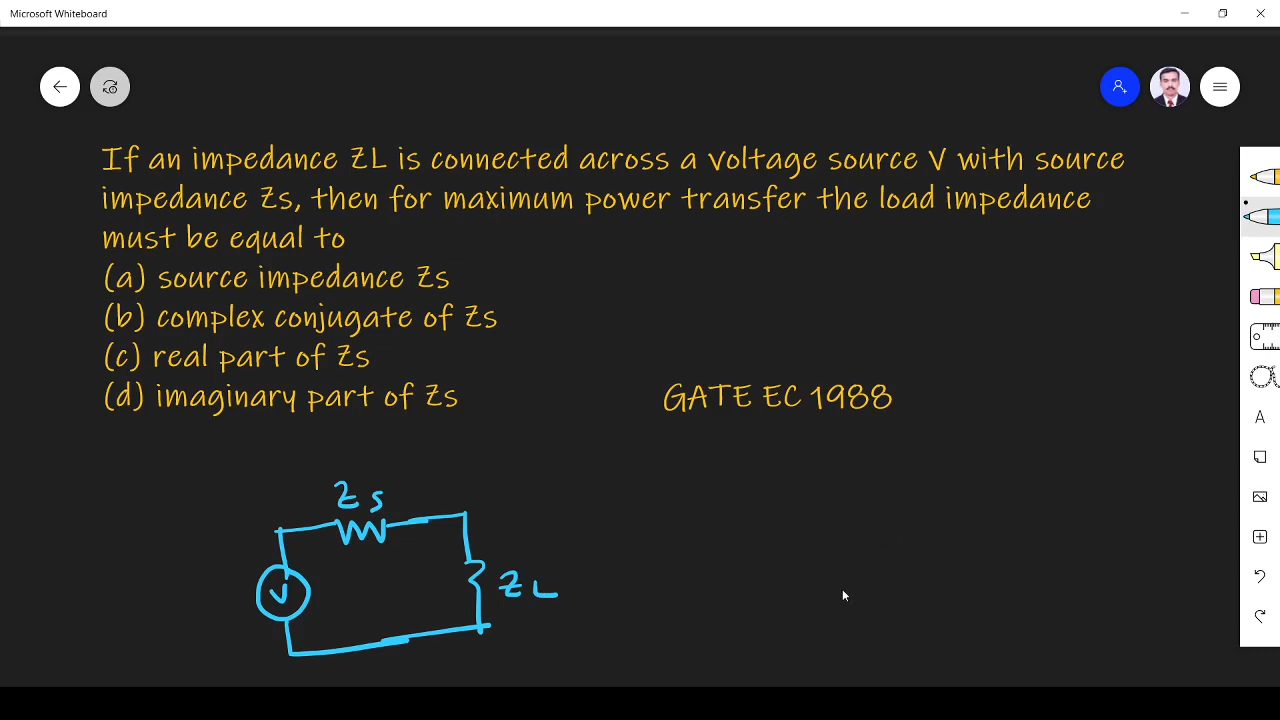 Microsoft Whiteboard
If an impedance ZL is connected across a voltage source V with source
impedance Zs, then for maximum power transfer the load impedance
must be equal to
(a) source impedance Zs
(b) complex conjugate of Zs
(c) real part of Zs
(d) imaginary part of Zs
GATE EC 1988
Z s
V
Z L
A